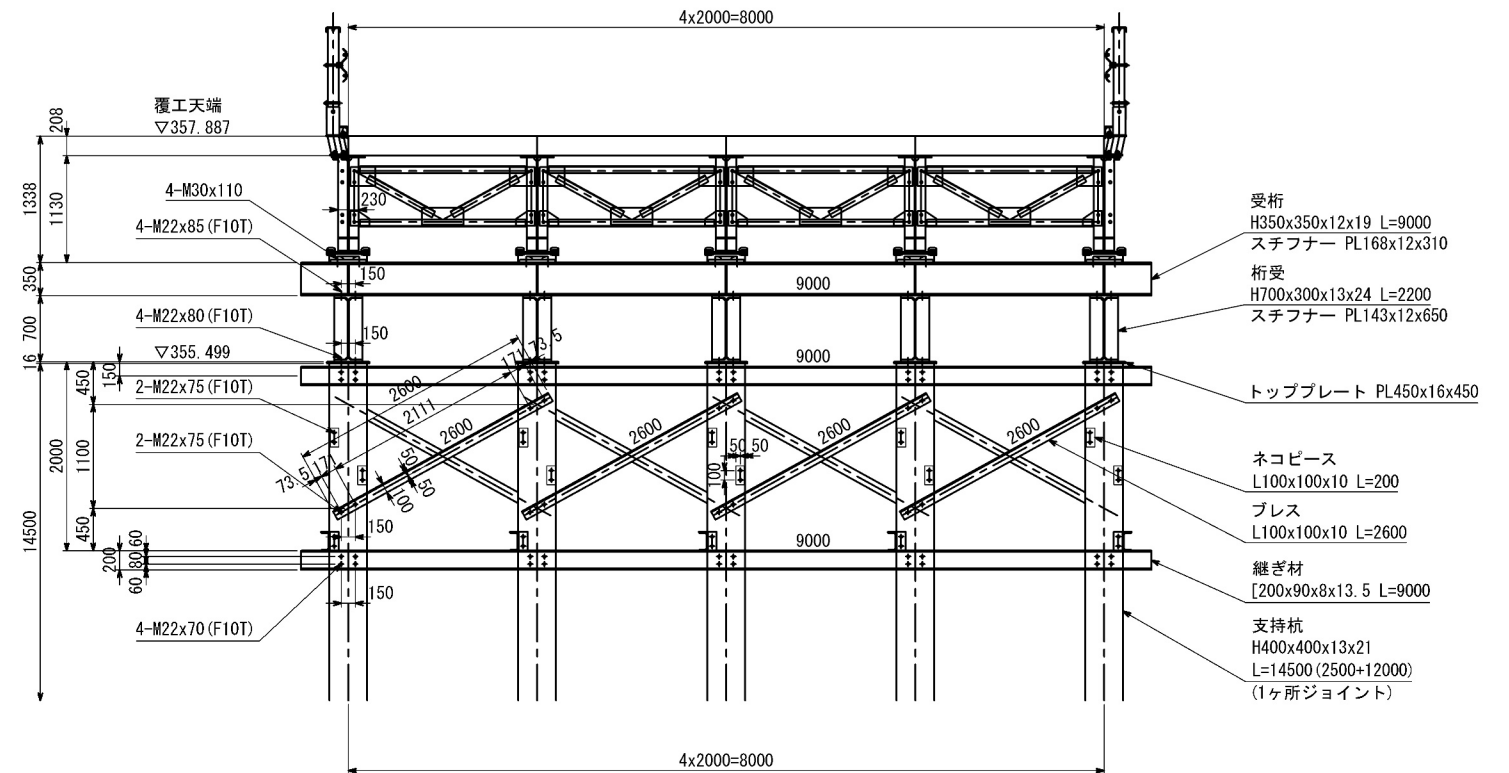 4x2000=8000
覆工天端
▽357.887
208
1338
1130
230
4-M30x110
4-M22x85(F10T)
350
150
9000
受桁
H350x350x12x19 L=9000
スチフナー PL168x12x310
桁受
H700x300x13x24 L=2200
スチフナー PL143x12x650
700
4-M22x80(F10T)
150
▽355.499
16
9000
150
450
171
73.5
2600
2111
トッププレート PL450x16x450
2-M22x75(F10T)
2600
2600
2600
2600
2000
1100
2-M22x75(F10T)
50
50
50
50
100
73.5
171
100
ネコピース
L100x100x10 L=200
ブレス
L100x100x10 L=2600
14500
450
150
60
9000
200
80
60
150
継ぎ材
[200x90x8x13.5 L=9000
4-M22x70(F10T)
支持杭
H400x400x13x21
L=14500(2500+12000)
(1ヶ所ジョイント)
4x2000=8000